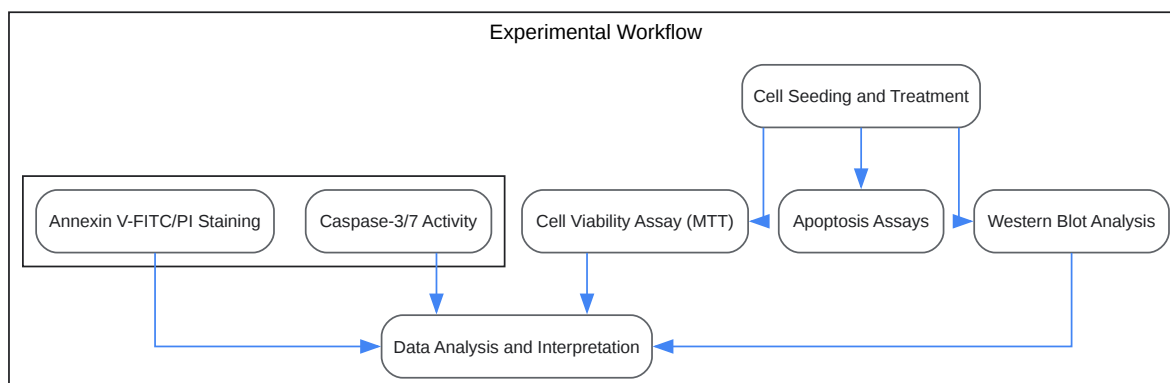 Experimental Workflow
Cell Seeding and Treatment
Annexin V-FITC/PI Staining
Caspase-3/7 Activity
Cell Viability Assay (MTT)
Apoptosis Assays
Western Blot Analysis
Data Analysis and Interpretation